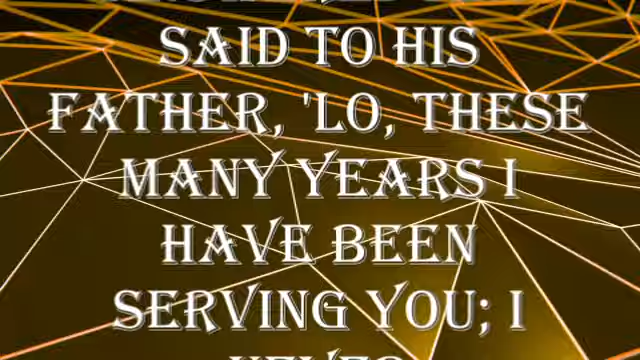 SAID TO HIS
FATHER, 'LO, THESE
MANY YEARS I
HAVE BEEN
SERVING YOU; I